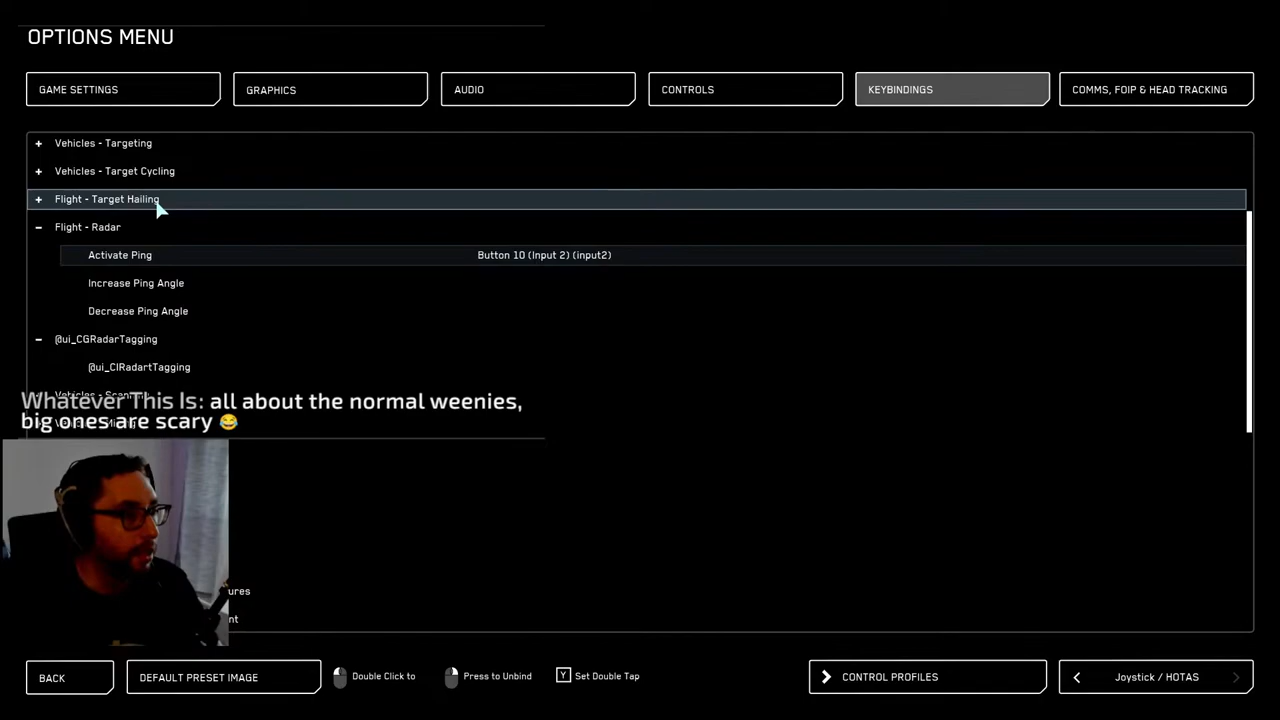 OPTIONS MENU
GAME SETTINGS
GRAPHICS
AUDIO
CONTROLS
KEYBINDINGS
COMMS, FOIP & HEAD TRACKING
+ Vehicles - Targeting
+ Vehicles - Target Cycling
+ Flight - Target Hailing
- Flight - Radar
Activate Ping Button 10 (Input 2) (input2)
Increase Ping Angle
Decrease Ping Angle
- @ui_CGRadarTagging
@ui_CIRadartTagging
Whatever This Is: all about the normal weenies,
big ones are scary 😂
ures
nt
BACK
DEFAULT PRESET IMAGE
Double Click to
Press to Unbind
Y Set Double Tap
CONTROL PROFILES
Joystick / HOTAS